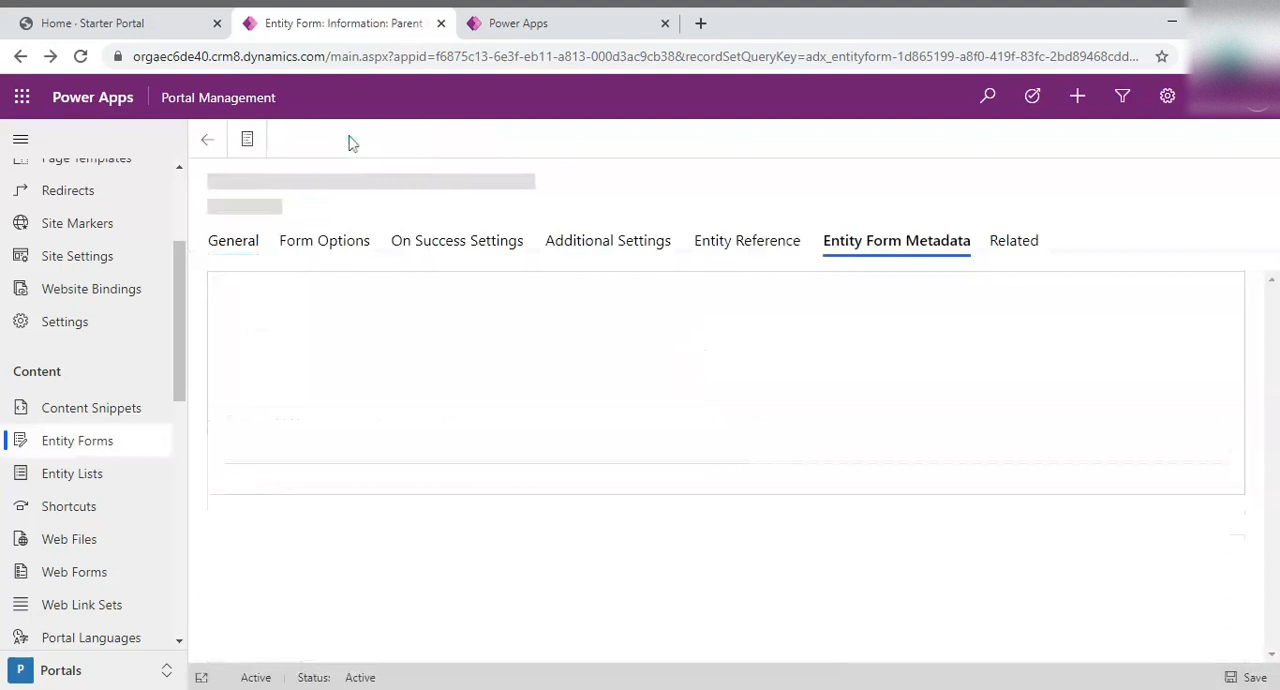 Home · Starter Portal
Entity Form: Information: Parent
Power Apps
orgaec6de40.crm8.dynamics.com/main.aspx?appid=f6875c13-6e3f-eb11-a813-000d3ac9cb38&recordSetQueryKey=adx_entityform-1d865199-a8f0-419f-83fc-2bd89468cdd...
Power Apps
Portal Management
Page Templates
Redirects
Site Markers
Site Settings
Website Bindings
Settings
Content
Content Snippets
Entity Forms
Entity Lists
Shortcuts
Web Files
Web Forms
Web Link Sets
Portal Languages
P Portals
General Form Options On Success Settings Additional Settings Entity Reference Entity Form Metadata Related
Active Status: Active Save